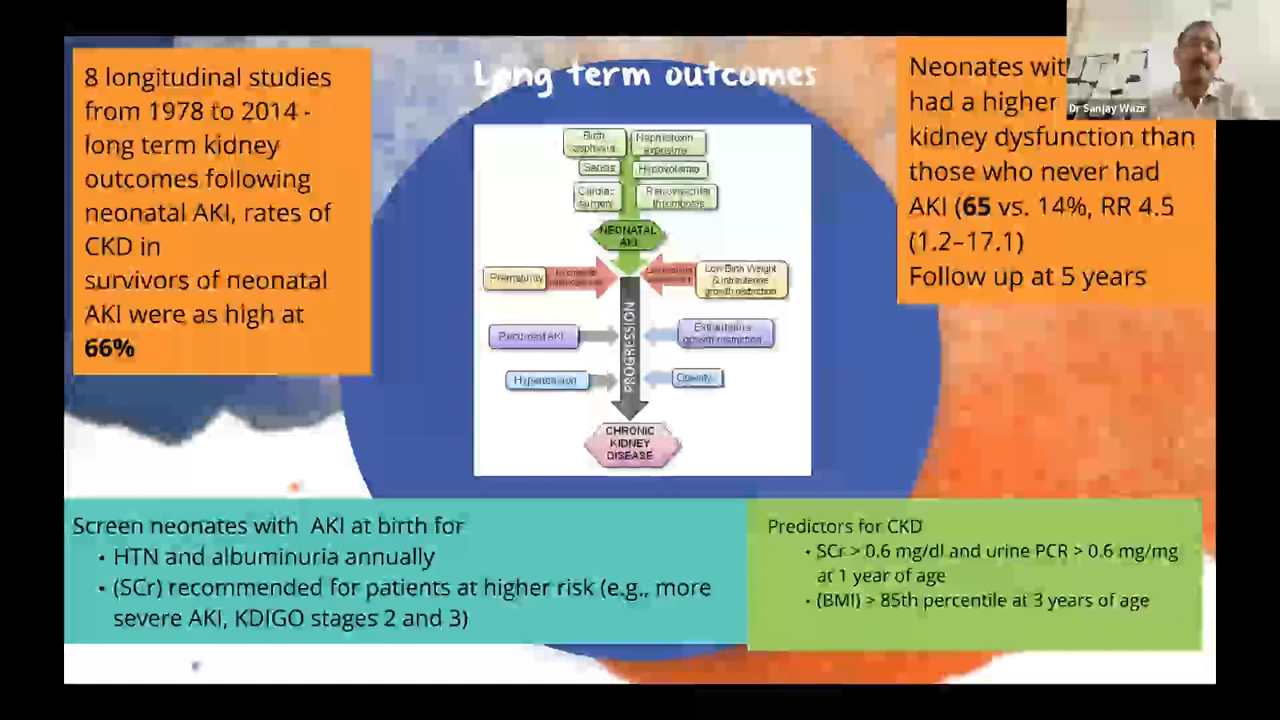 Long term outcomes
8 longitudinal studies
from 1978 to 2014 -
long term kidney
outcomes following
neonatal AKI, rates of
CKD in
survivors of neonatal
AKI were as high at
66%
Birth
asphyxia
Nephrotoxin
exposure
Sepsis
Hypovolemia
Cardiac
surgery
Renovascular
thrombosis
NEONATAL
AKI
Prematurity
Low Birth Weight
& intrauterine
growth restriction
PROGRESSION
Recurrent AKI
Extrauterine
growth restriction
Hypertension
Obesity
CHRONIC
KIDNEY
DISEASE
Neonates
had a higher
kidney dysfunction than
those who never had
AKI (65 vs. 14%, RR 4.5
(1.2–17.1)
Follow up at 5 years
Dr Sanjay Wazir
Screen neonates with AKI at birth for
• HTN and albuminuria annually
• (SCr) recommended for patients at higher risk (e.g., more
severe AKI, KDIGO stages 2 and 3)
Predictors for CKD
• SCr > 0.6 mg/dl and urine PCR > 0.6 mg/mg
at 1 year of age
• (BMI) > 85th percentile at 3 years of age